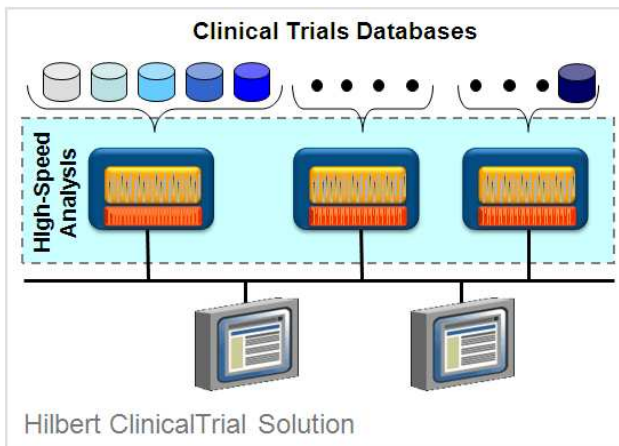 Clinical Trials Databases
High-Speed
Analysis
Hilbert ClinicalTrial Solution